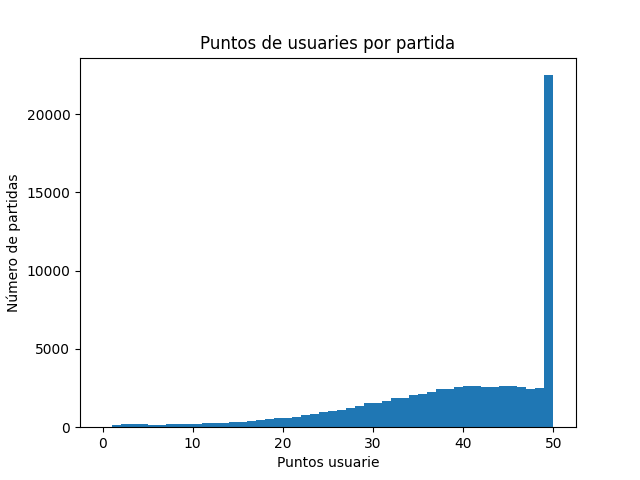 Puntos de usuaries por partida
Número de partidas
20000
15000
10000
5000
0
0 10 20 30 40 50
Puntos usuarie